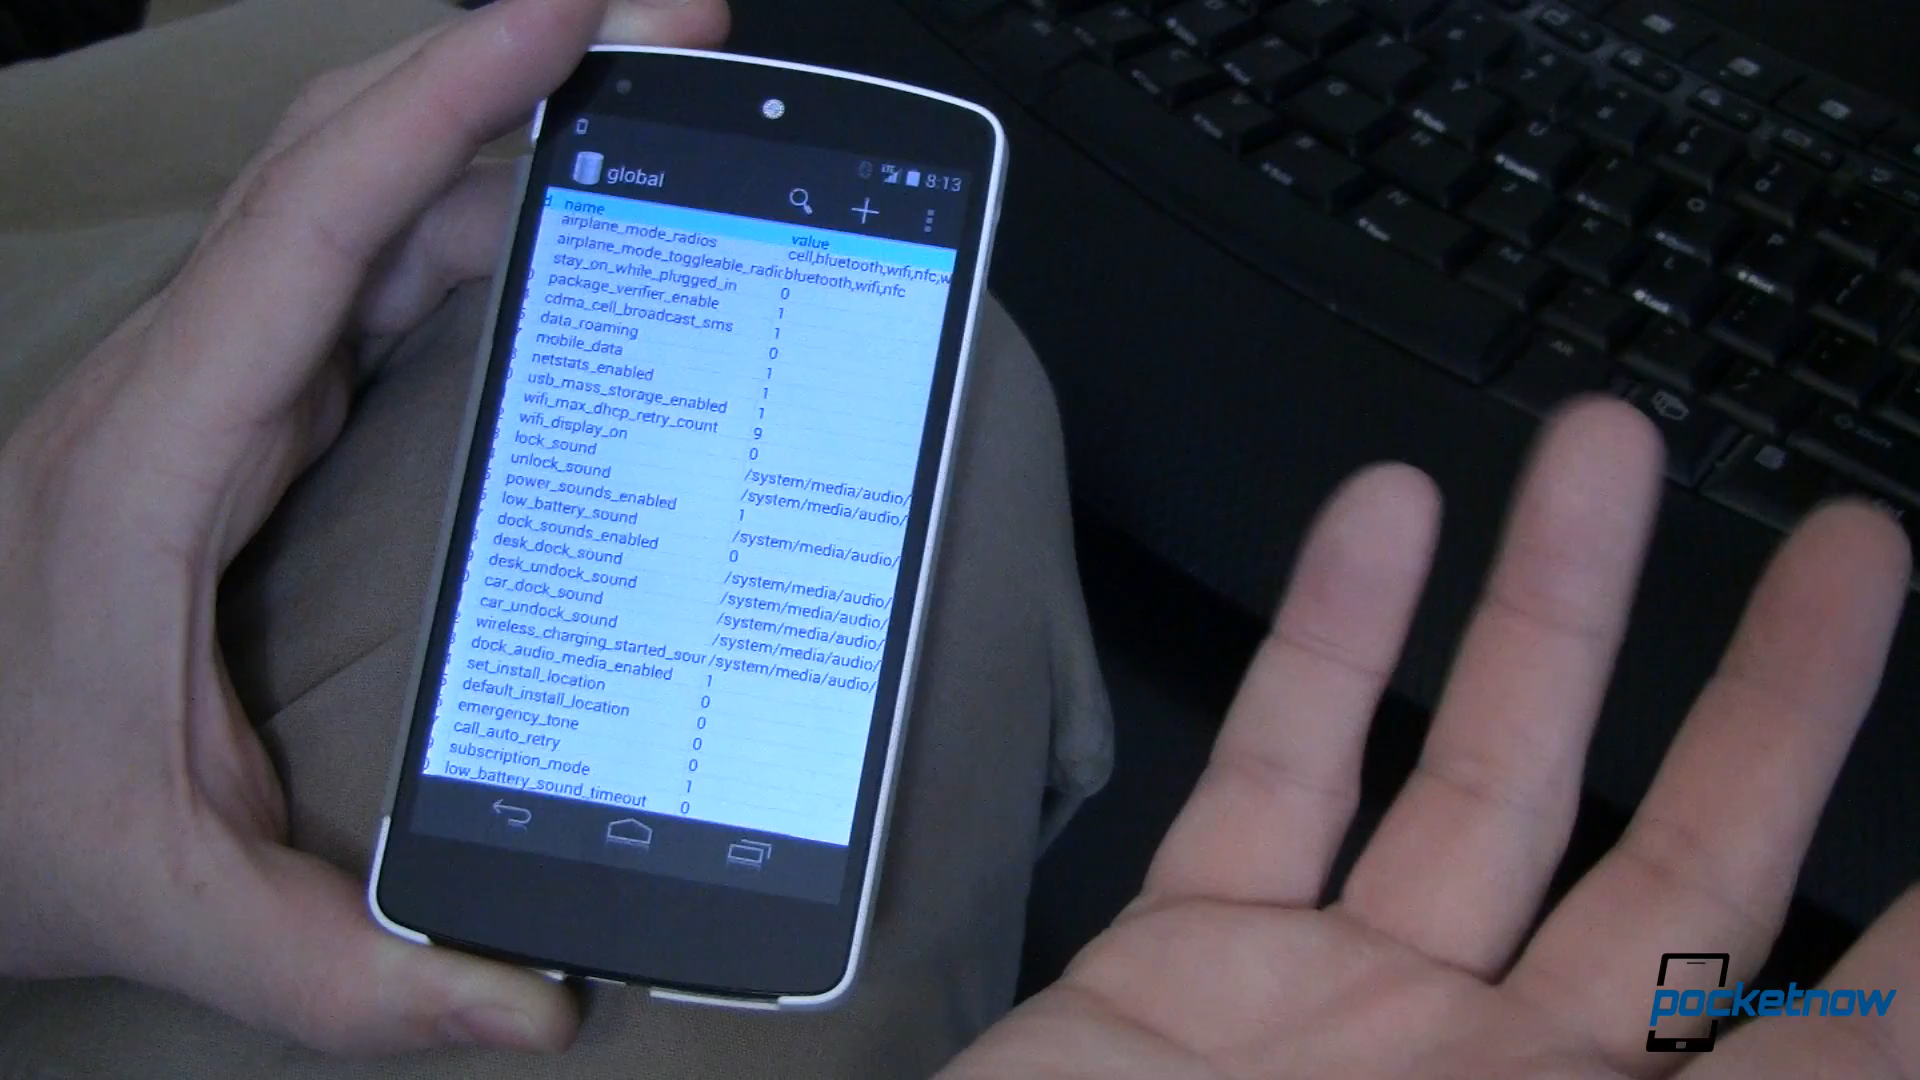 8:13
global
name value
airplane_mode_radios cell,bluetooth,wifi,nfc,w
airplane_mode_toggleable_radic bluetooth,wifi,nfc
stay_on_while_plugged_in 0
package_verifier_enable 1
cdma_cell_broadcast_sms 1
data_roaming 0
mobile_data 1
netstats_enabled 1
usb_mass_storage_enabled 1
wifi_max_dhcp_retry_count 9
wifi_display_on 0
lock_sound /system/media/audio/
unlock_sound /system/media/audio/
power_sounds_enabled 1
low_battery_sound /system/media/audio/
dock_sounds_enabled 0
desk_dock_sound /system/media/audio/
desk_undock_sound /system/media/audio/
car_dock_sound /system/media/audio/
car_undock_sound /system/media/audio/
wireless_charging_started_sour /system/media/audio/
dock_audio_media_enabled 1
set_install_location 0
default_install_location 0
emergency_tone 0
call_auto_retry 0
subscription_mode 1
low_battery_sound_timeout 0
pocketnow